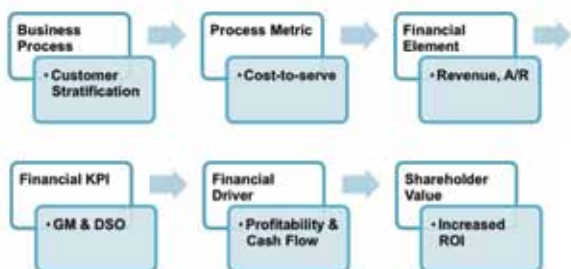 Business
Process
• Customer
Stratification
Process Metric
• Cost-to-serve
Financial
Element
• Revenue, A/R
Financial KPI
• GM & DSO
Financial
Driver
• Profitability &
Cash Flow
Shareholder
Value
• Increased
ROI